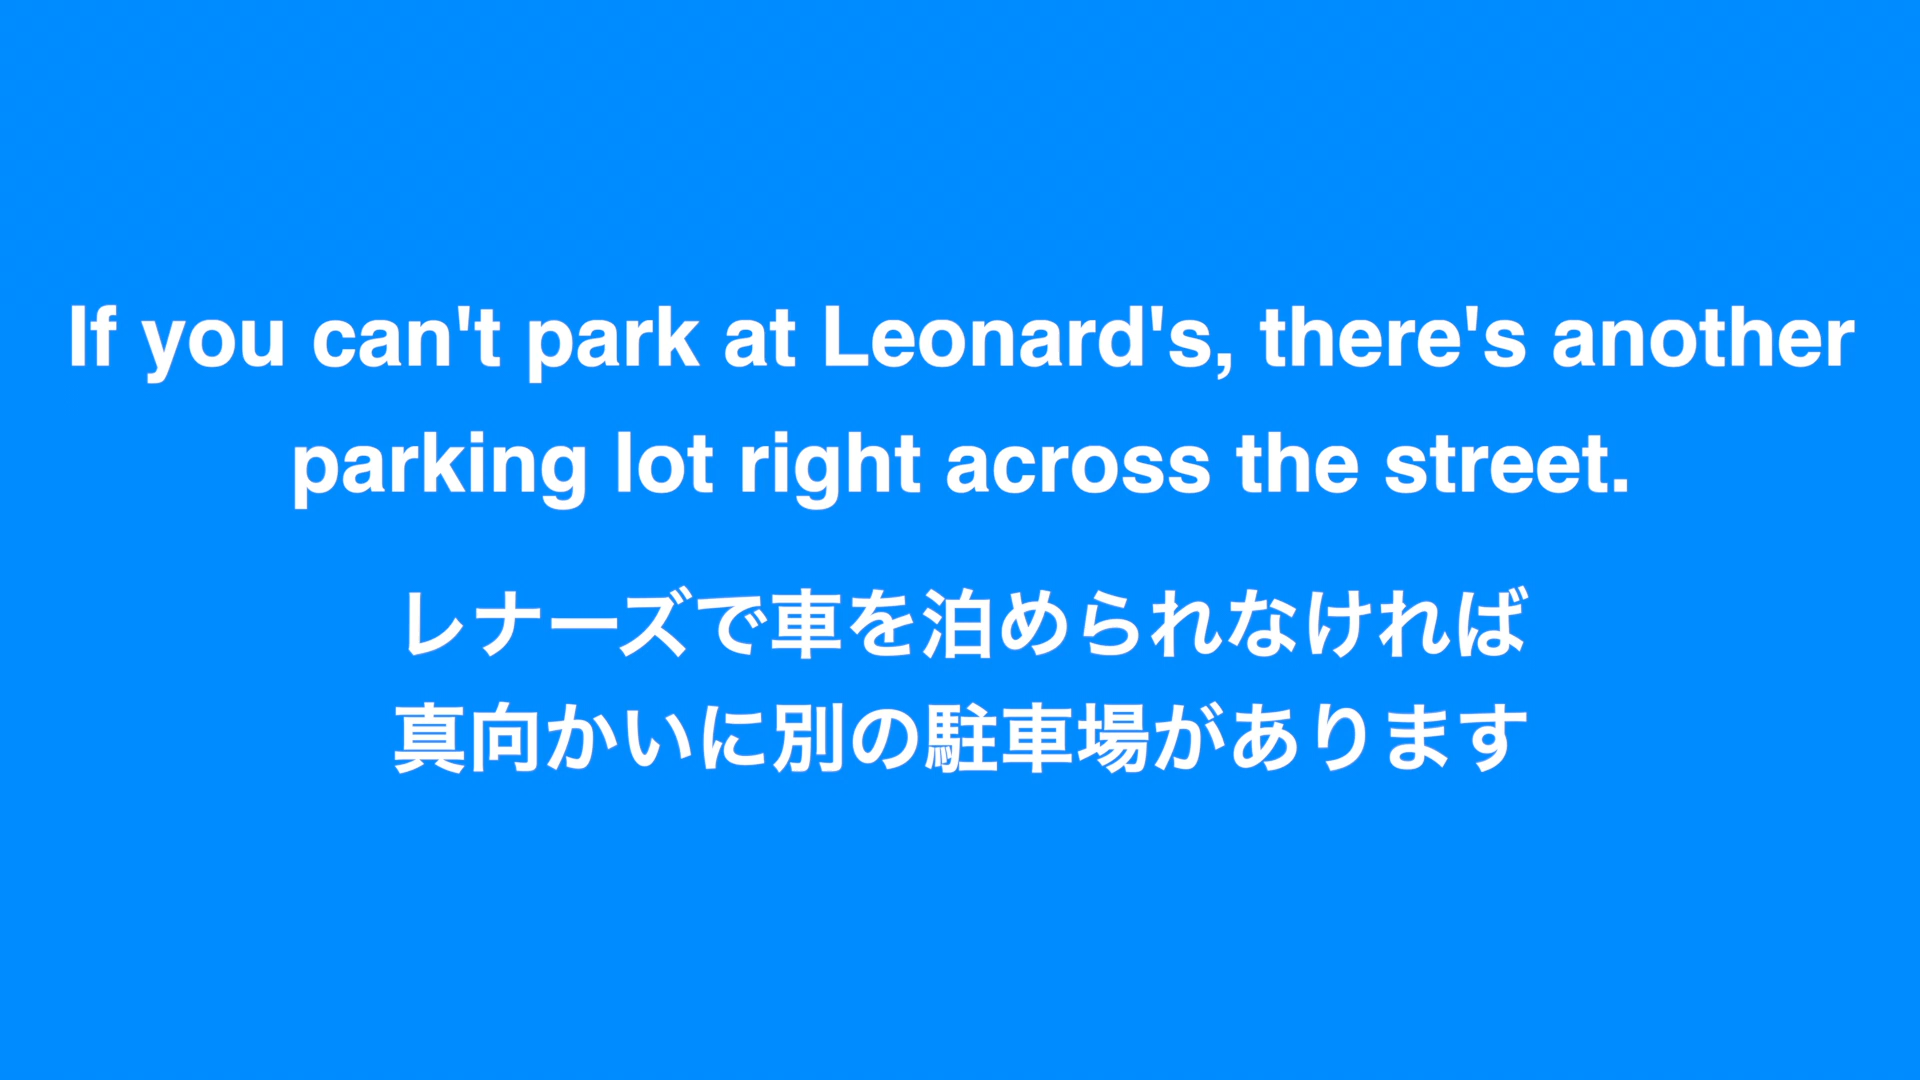 If you can't park at Leonard's, there's another
parking lot right across the street.
レナーズで車を泊められなければ
真向かいに別の駐車場があります